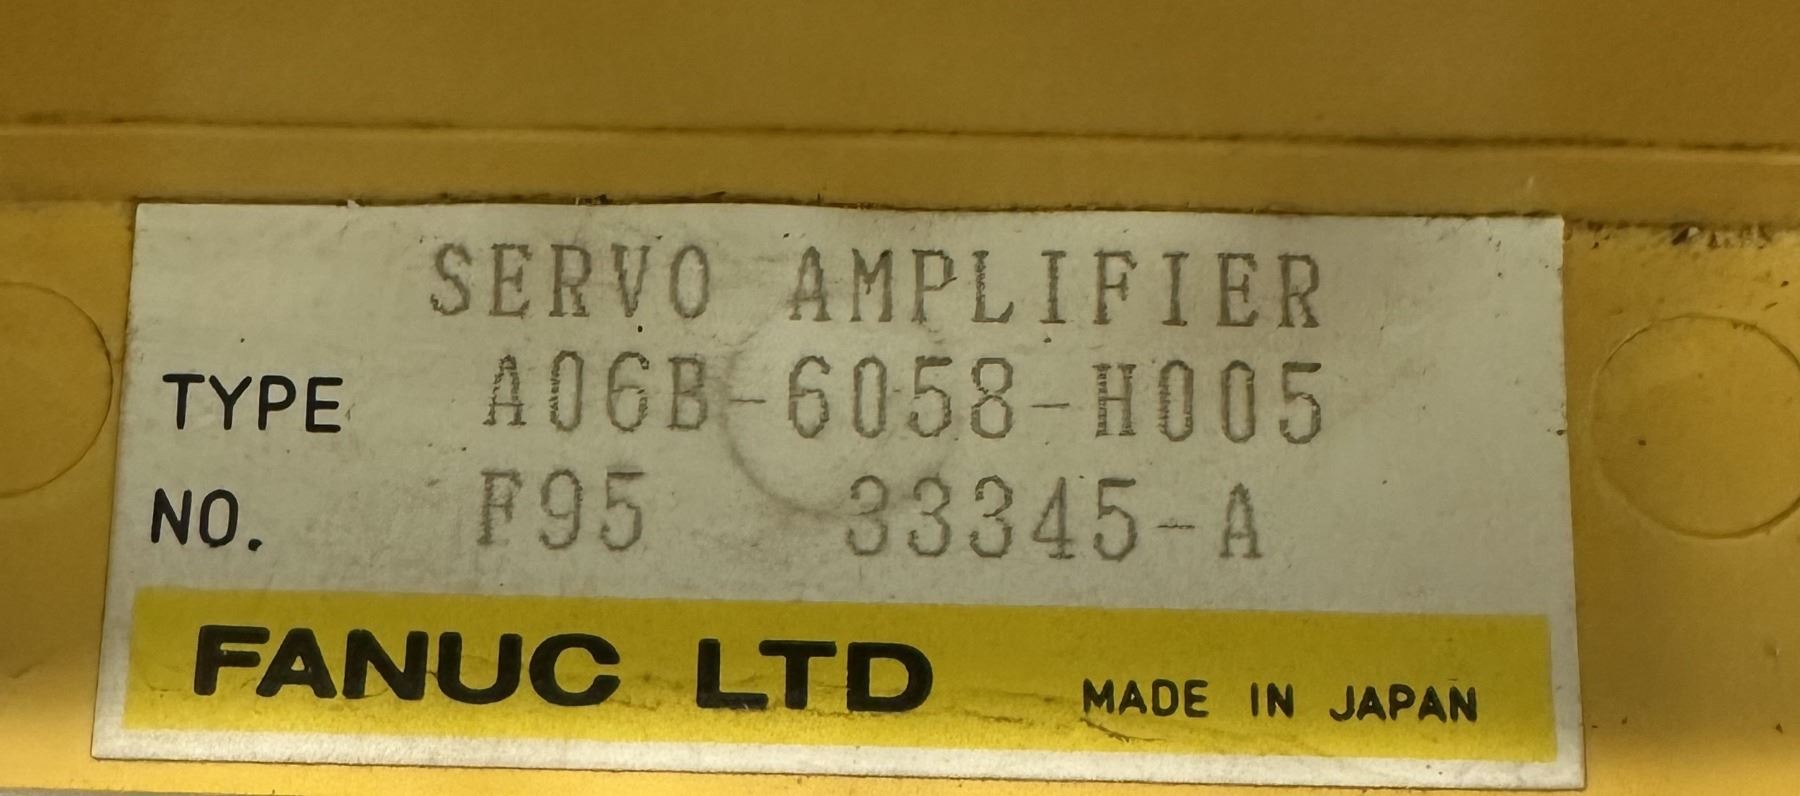 SERVO AMPLIFIER
TYPE A06B-6058-H005
NO. F95 33345-A
FANUC LTD MADE IN JAPAN